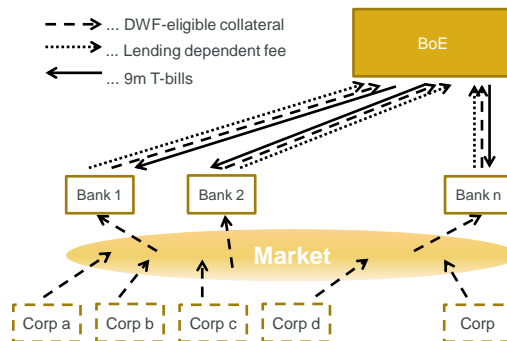 ... DWF-eligible collateral
... Lending dependent fee
... 9m T-bills
BoE
Bank 1
Bank 2
Bank n
Market
Corp a
Corp b
Corp c
Corp d
Corp